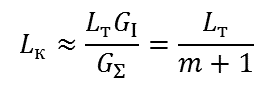 Lк ≈ LтGI / GΣ = Lт / m + 1